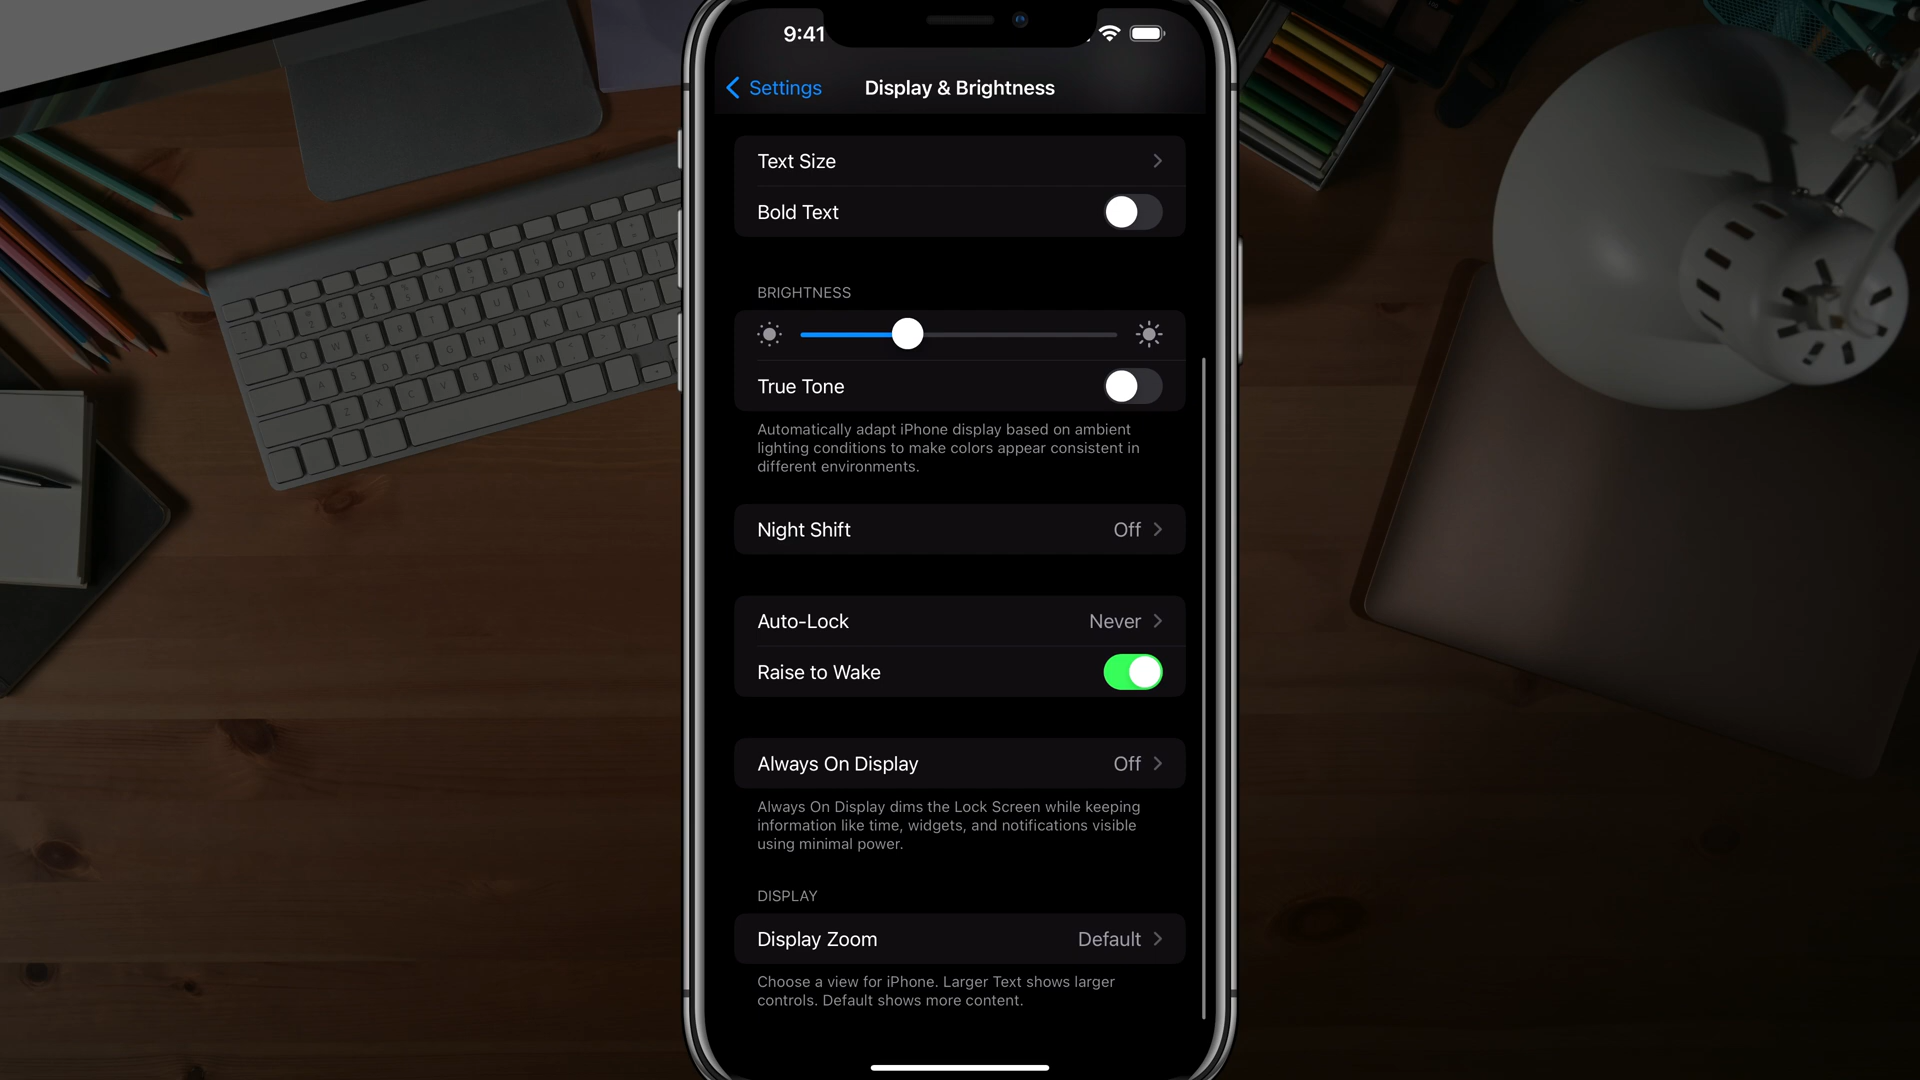 9:41
Settings
Display & Brightness
Text Size
Bold Text
BRIGHTNESS
True Tone
Automatically adapt iPhone display based on ambient
lighting conditions to make colors appear consistent in
different environments.
Night Shift Off
Auto-Lock Never
Raise to Wake
Always On Display Off
Always On Display dims the Lock Screen while keeping
information like time, widgets, and notifications visible
using minimal power.
DISPLAY
Display Zoom Default
Choose a view for iPhone. Larger Text shows larger
controls. Default shows more content.